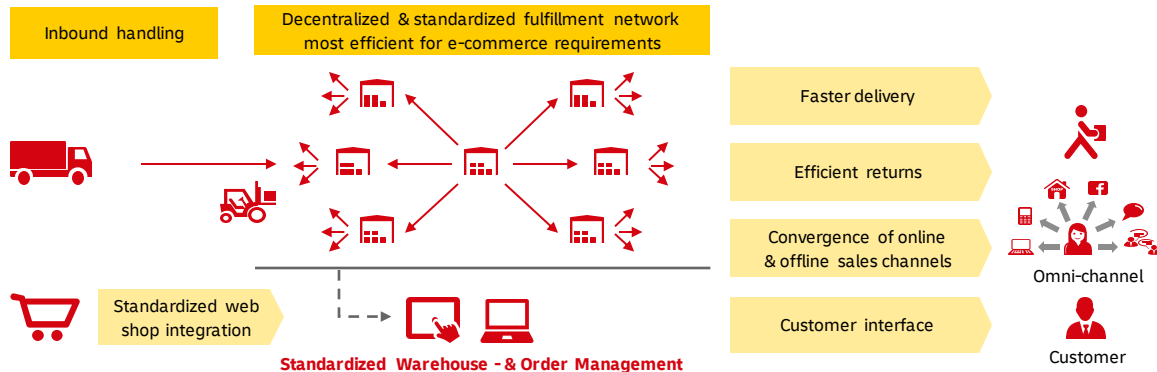 Inbound handling
Decentralized & standardized fulfillment network
most efficient for e-commerce requirements
Faster delivery
Efficient returns
SHOP
Convergence of online
& offline sales channels
Omni-channel
Standardized web
shop integration
Customer interface
Customer
Standardized Warehouse - & Order Management